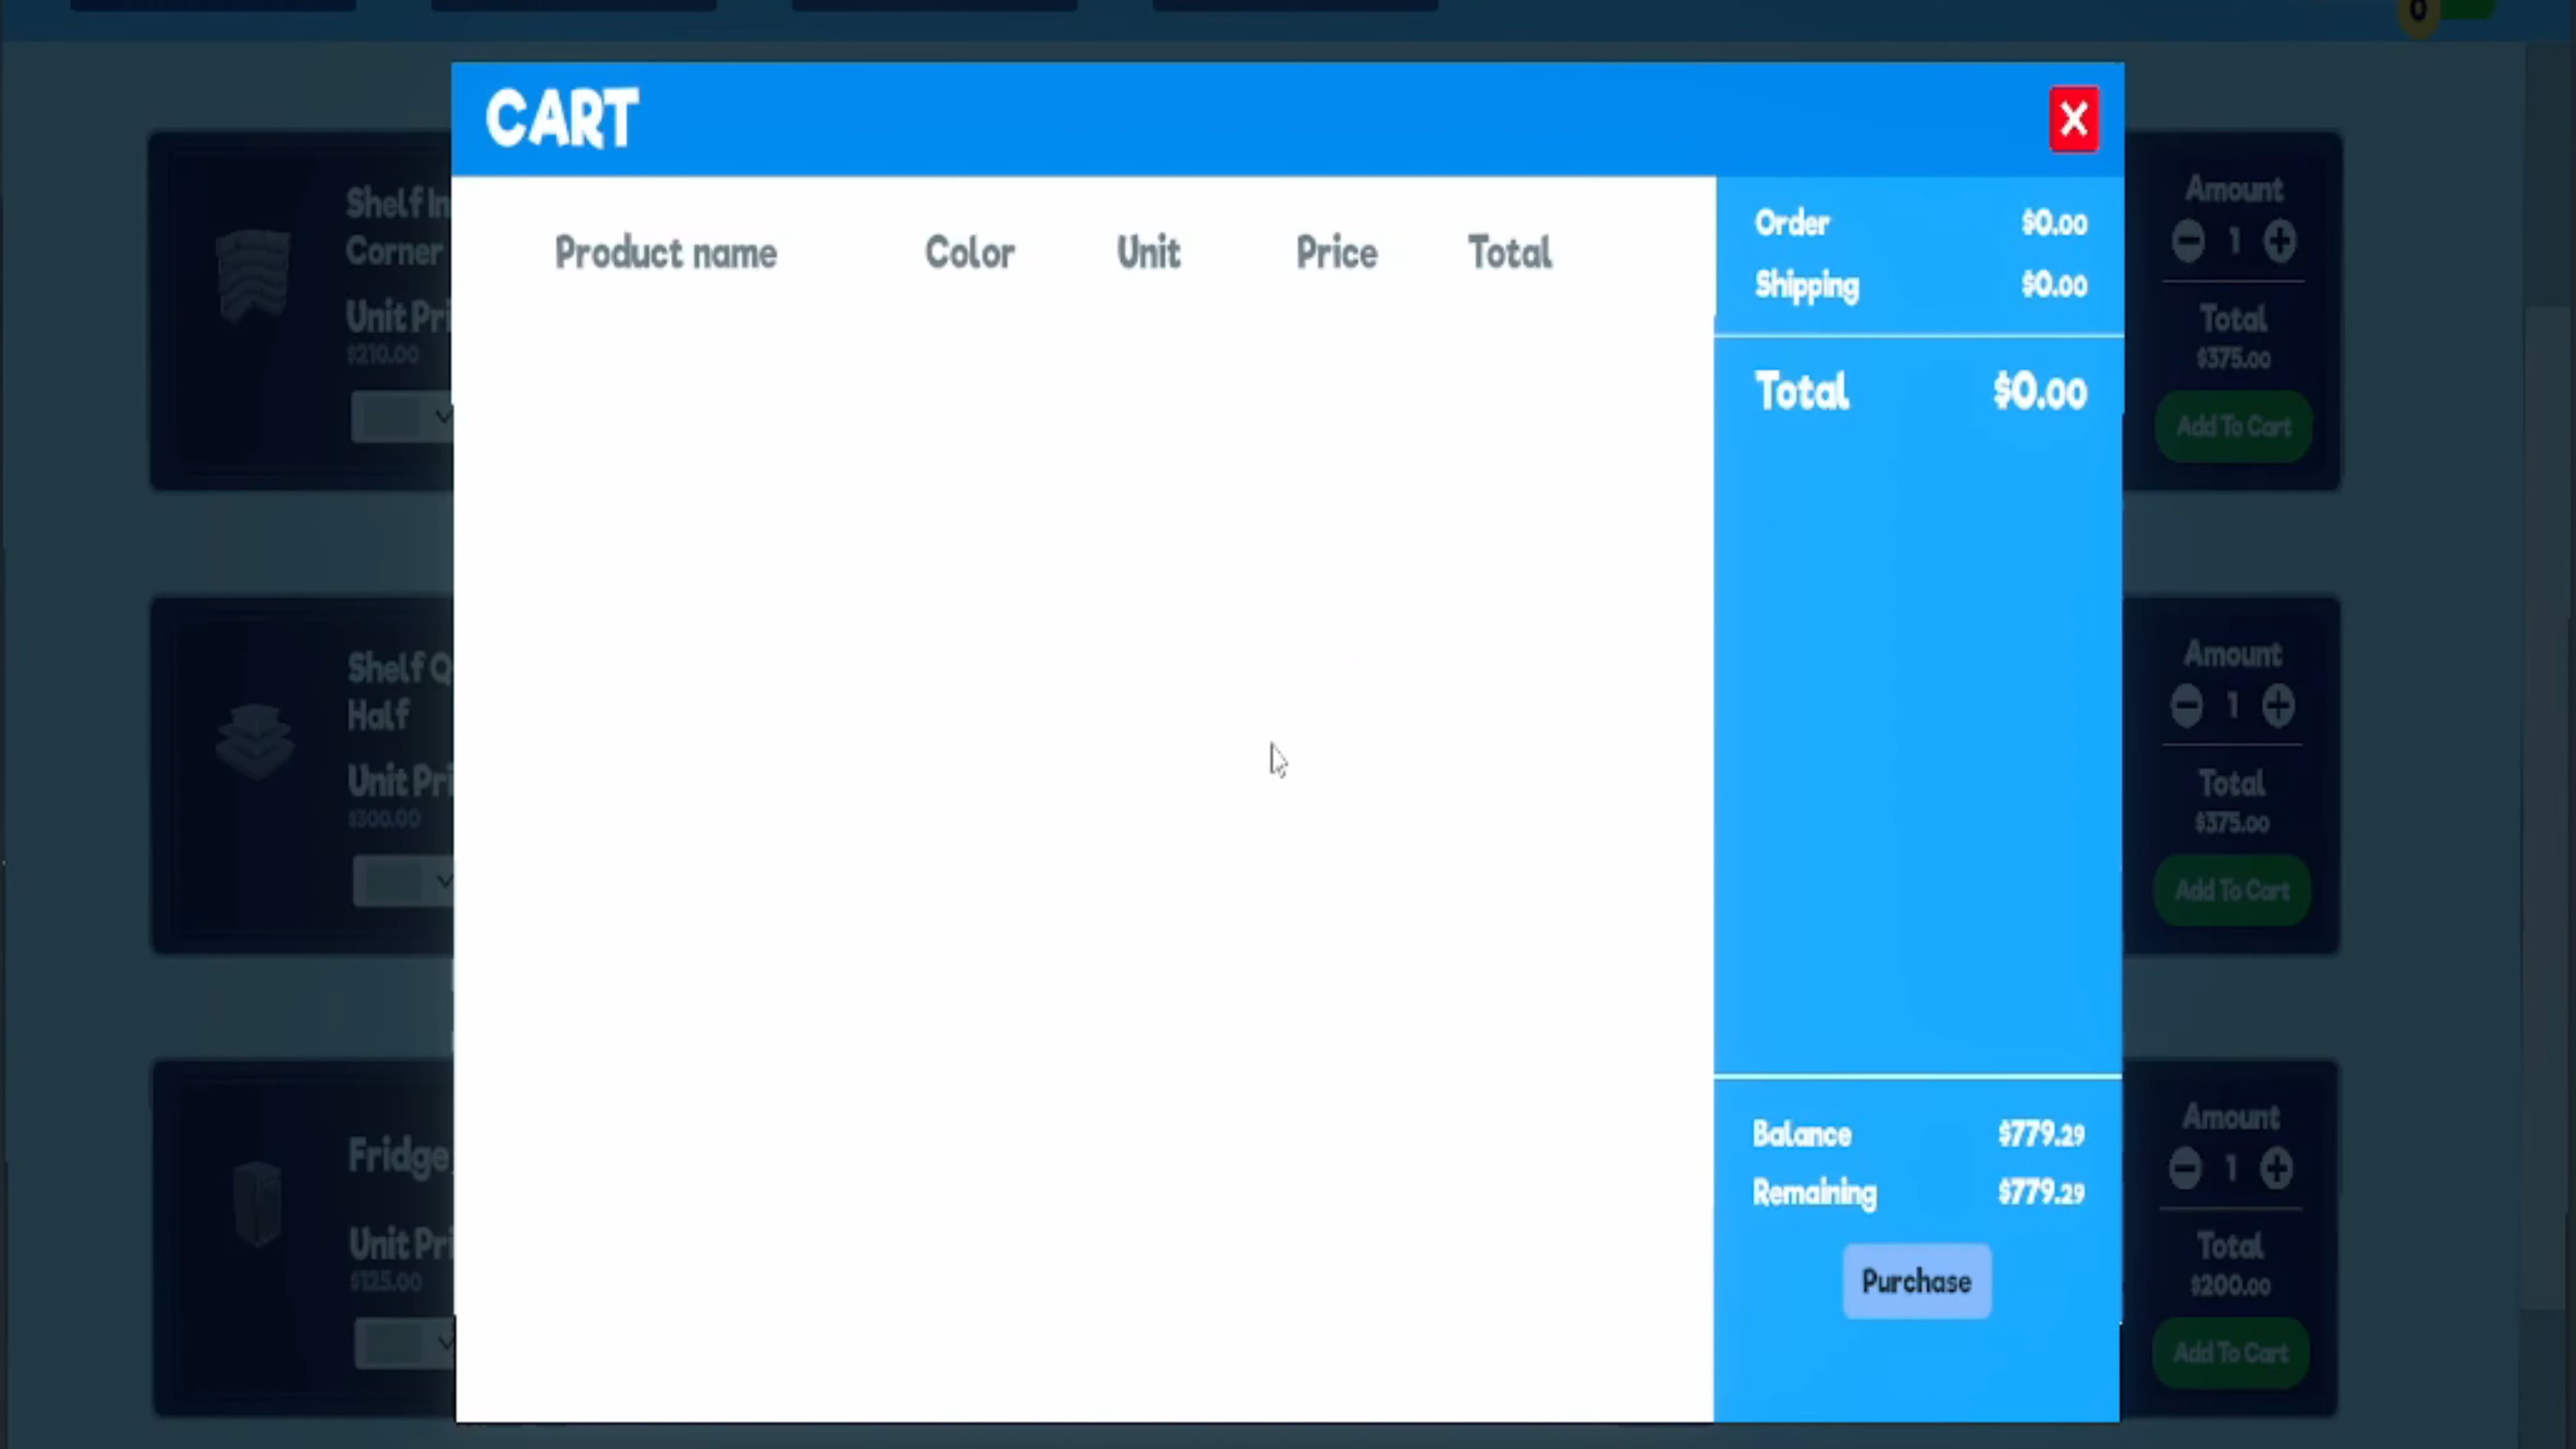 0
CART
X
Product name Color Unit Price Total
Order $0.00
Shipping $0.00
Total $0.00
Balance $779.29
Remaining $779.29
Purchase
Shelf In
Corner
Unit Pri
$210.00
Amount
1
Total
$375.00
Add To Cart
Shelf Q
Half
Unit Pri
$300.00
Amount
1
Total
$375.00
Add To Cart
Fridge
Unit Pri
$125.00
Amount
1
Total
$200.00
Add To Cart